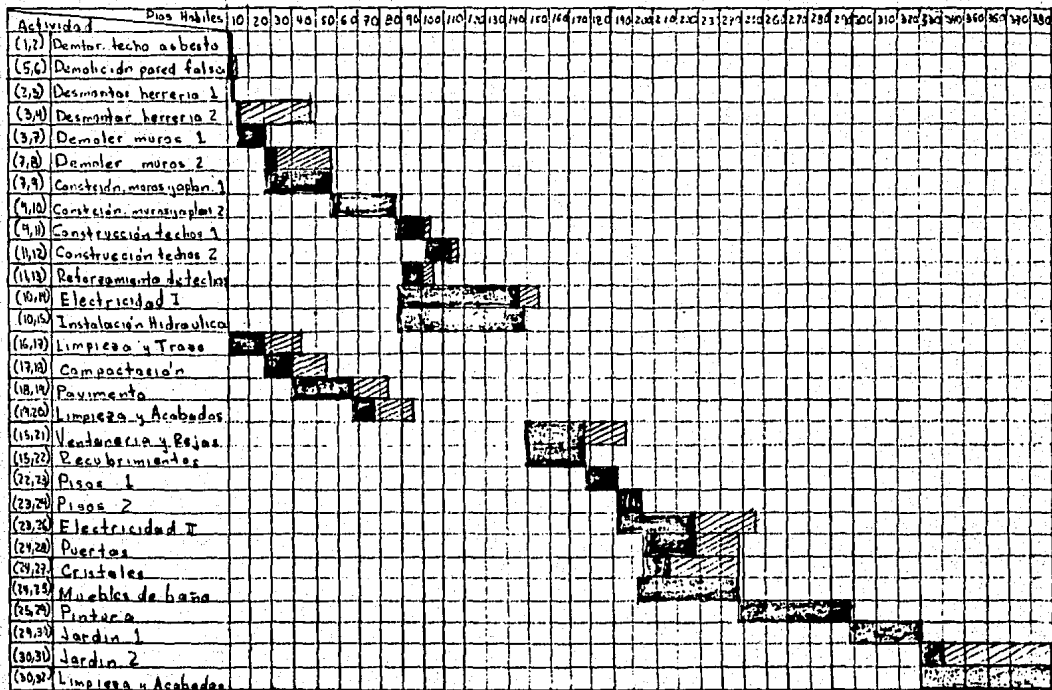 Dias Habiles 10 20 30 40 50 60 70 80 90 100 110 120 130 140 150 160 170 180 190 200 210 220 230 240 250 260 270 280 290 300 310 320 330 340 350 360 370 380
Actividad
(1,2) Demtar. techo asbesto
(5,6) Demolición pared falsa
(2,3) Desmontar herreria 1
(3,4) Desmontar herreria 2
(3,7) Demoler muros 1
(7,8) Demoler muros 2
(7,9) Constción. muros y aplan. 1
(9,10) Constción. muros y aplan 2
(9,11) Construcción techos 1
(11,12) Construcción techos 2
(11,13) Reforzamiento de techos
(10,14) Electricidad I
(10,15) Instalación Hidraulica
(16,17) Limpieza y Trazo
(17,18) Compactación
(18,19) Pavimento
(19,20) Limpieza y Acabados
(15,21) Ventaneria y Rejas
(15,22) Recubrimientos
(22,23) Pisos 1
(23,24) Pisos 2
(23,26) Electricidad II
(24,28) Puertas
(24,27) Cristales
(24,25) Muebles de baño
(25,29) Pintura
(29,30) Jardin 1
(30,31) Jardin 2
(30,32) Limpieza y Acabados